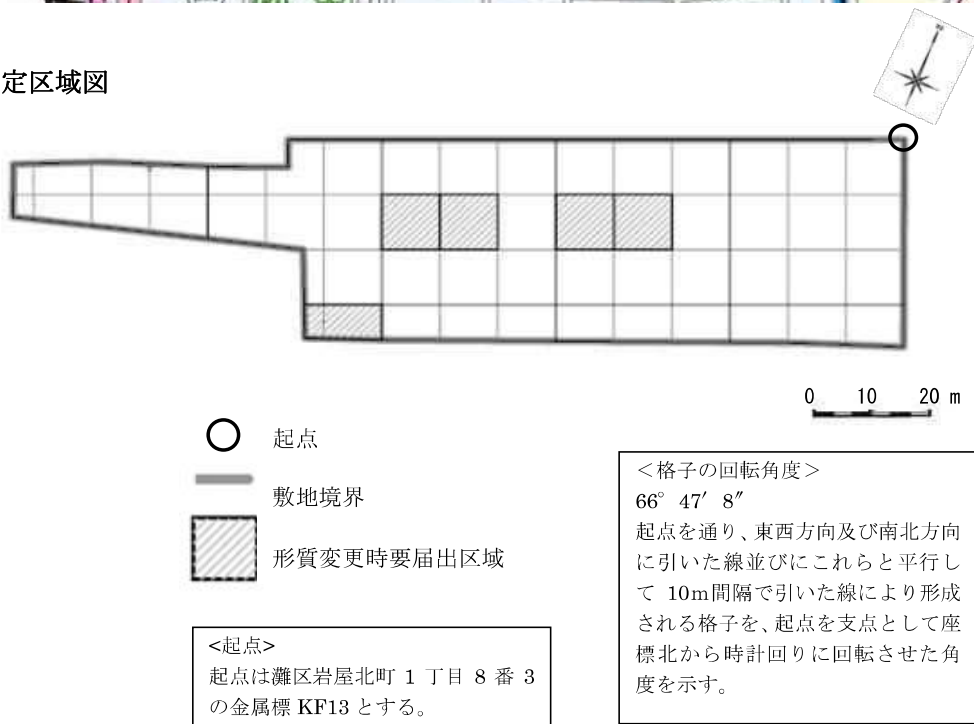 定区域図
0 10 20 m
起点
敷地境界
形質変更時要届出区域
<起点>
起点は灘区岩屋北町 1 丁目 8 番 3
の金属標 KF13 とする。
＜格子の回転角度＞
66° 47′ 8″
起点を通り、東西方向及び南北方向
に引いた線並びにこれらと平行し
て 10ｍ間隔で引いた線により形成
される格子を、起点を支点として座
標北から時計回りに回転させた角
度を示す。